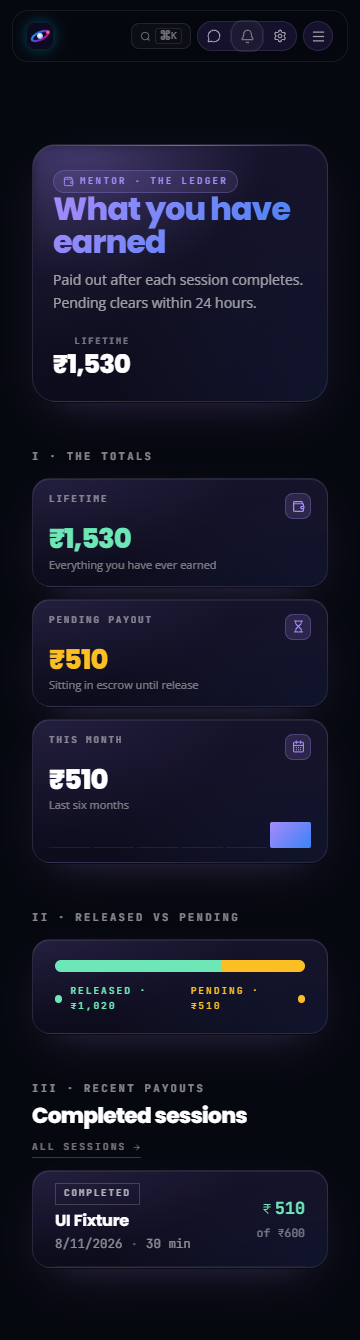 ⌘K
MENTOR · THE LEDGER
What you have
earned
Paid out after each session completes.
Pending clears within 24 hours.
LIFETIME
₹1,530
I · THE TOTALS
LIFETIME
₹1,530
Everything you have ever earned
PENDING PAYOUT
₹510
Sitting in escrow until release
THIS MONTH
₹510
Last six months
II · RELEASED VS PENDING
RELEASED ·
₹1,020
PENDING ·
₹510
III · RECENT PAYOUTS
Completed sessions
ALL SESSIONS →
COMPLETED
UI Fixture
8/11/2026 · 30 min
₹510
of ₹600